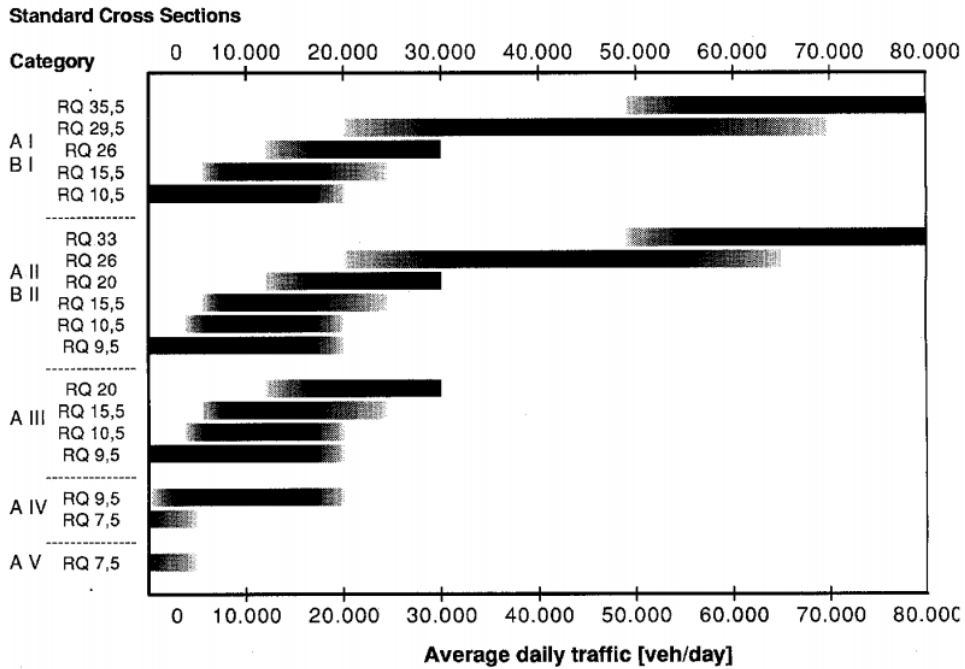 Standard Cross Sections
Category
0 10.000 20.000 30.000 40.000 50.000 60.000 70.000 80.000
A I
B I
RQ 35,5
RQ 29,5
RQ 26
RQ 15,5
RQ 10,5
A II
B II
RQ 33
RQ 26
RQ 20
RQ 15,5
RQ 10,5
RQ 9,5
A III
RQ 20
RQ 15,5
RQ 10,5
RQ 9,5
A IV
RQ 9,5
RQ 7,5
A V RQ 7,5
0 10.000 20.000 30.000 40.000 50.000 60.000 70.000 80.000
Average daily traffic [veh/day]